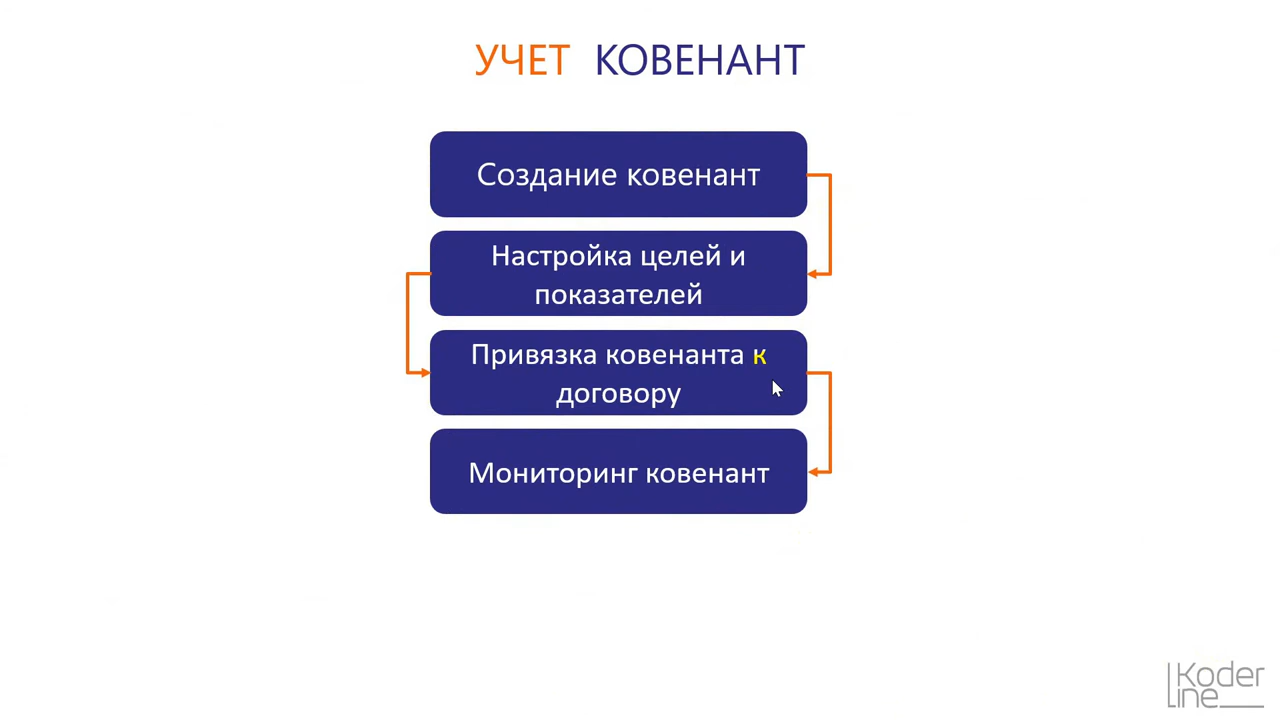 УЧЕТ КОВЕНАНТ
Создание ковенант
Настройка целей и
показателей
Привязка ковенанта к
договору
Мониторинг ковенант
Koder
line